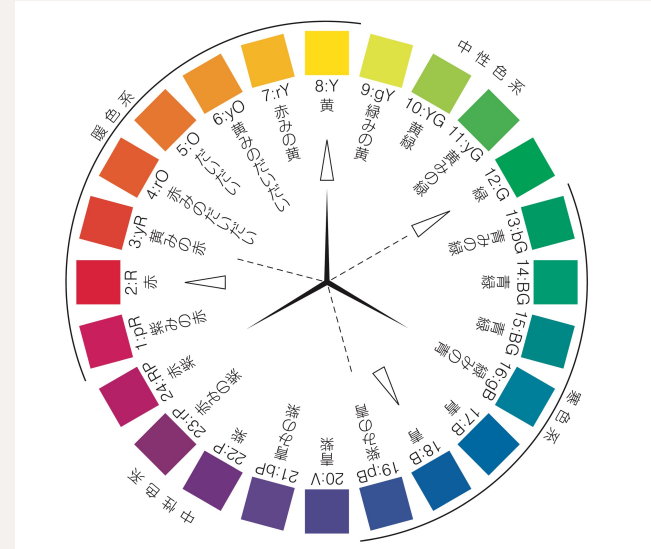 暖色系
中性色系
寒色系
中性色系
1:pR
紫みの赤
2:R
赤
3:yR
黄みの赤
4:rO
赤みのだいだい
5:O
だいだい
6:yO
黄みのだいだい
7:rY
赤みの黄
8:Y
黄
9:gY
緑みの黄
10:YG
黄緑
11:yG
黄みの緑
12:G
緑
13:bG
青みの緑
14:BG
青緑
15:BG
青緑
16:gB
緑みの青
17:B
青
18:B
青
19:pB
紫みの青
20:V
青紫
21:bP
青みの紫
22:P
紫
23:rP
赤みの紫
24:RP
赤紫